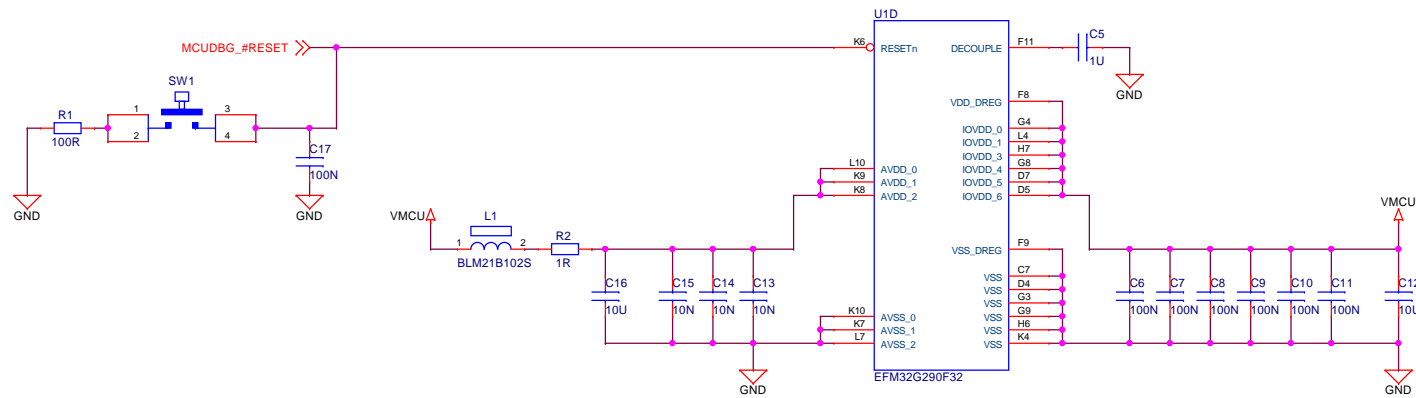 U1D
MCUDBG_#RESET
K6
RESETn
DECOUPLE
F11
C5
1U
GND
SW1
R1
100R
1
2
3
4
C17
100N
GND
GND
VDD_DREG
F8
IOVDD_0
G4
IOVDD_1
L4
IOVDD_3
H7
IOVDD_4
G8
IOVDD_5
D7
IOVDD_6
D5
L10
AVDD_0
K9
AVDD_1
K8
AVDD_2
VMCU
L1
1
2
BLM21B102S
R2
1R
C16
10U
C15
10N
C14
10N
C13
10N
GND
K10
AVSS_0
K7
AVSS_1
L7
AVSS_2
VSS_DREG
F9
VSS
C7
VSS
D4
VSS
G3
VSS
G9
VSS
H6
VSS
K4
EFM32G290F32
VMCU
C6
100N
C7
100N
C8
100N
C9
100N
C10
100N
C11
100N
C12
10U
GND